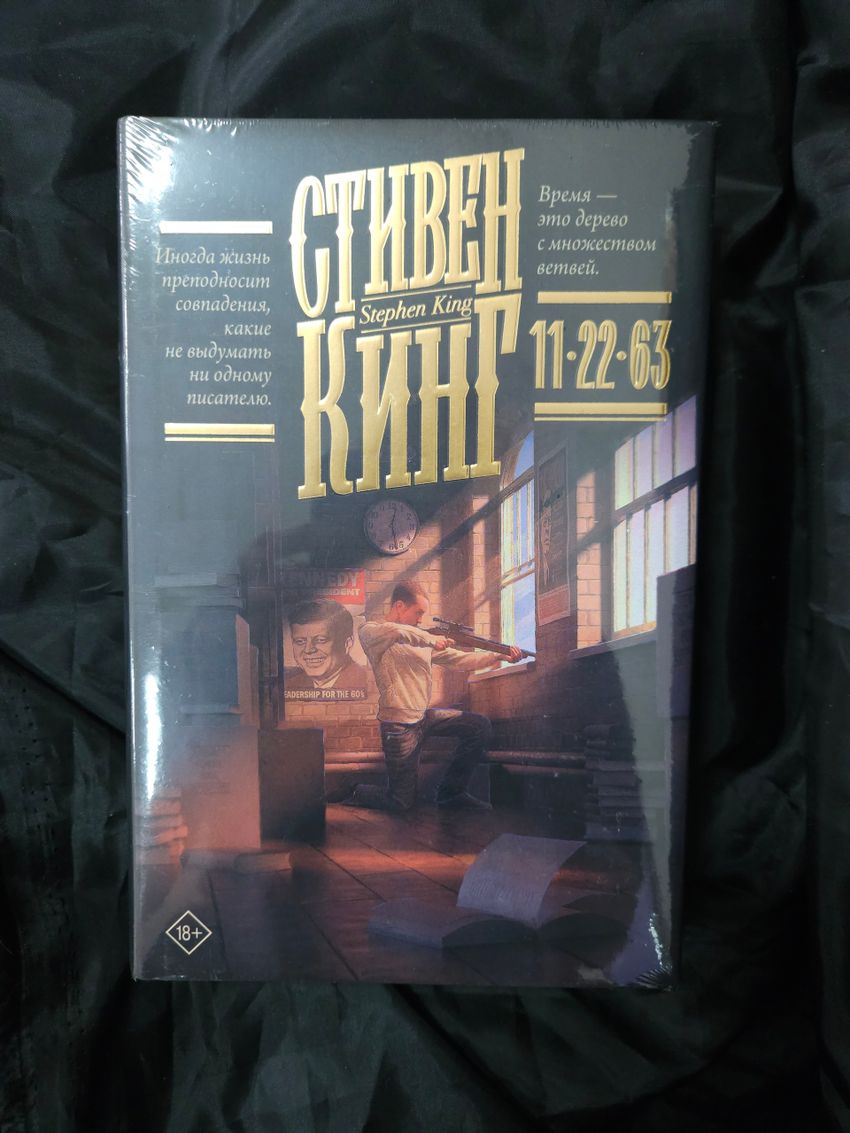 СТИВЕН
Stephen King
КИНГ
Иногда жизнь
преподносит
совпадения,
какие
не выдумать
ни одному
писателю.
Время —
это дерево
с множеством
ветвей.
11·22·63
KENNEDY
LEADERSHIP FOR THE 60's
18+